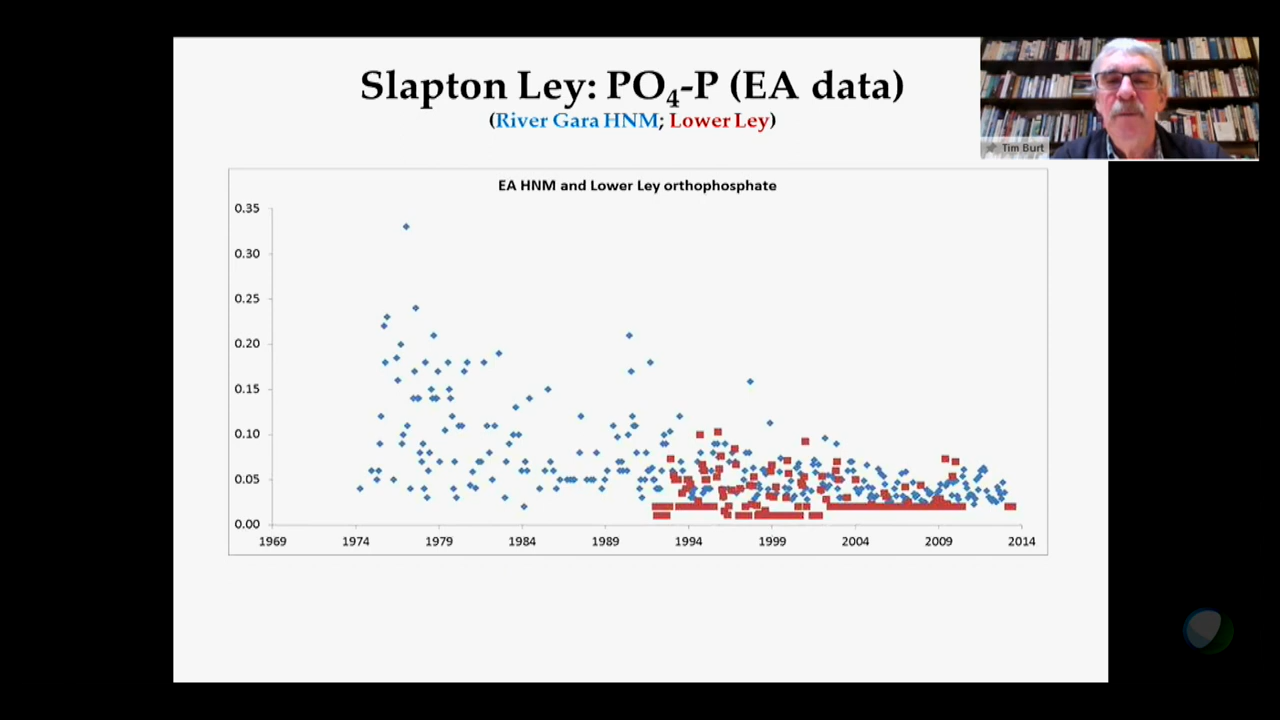 Slapton Ley: PO4-P (EA data)
(River Gara HNM; Lower Ley)
Tim Burt
EA HNM and Lower Ley orthophosphate
0.35
0.30
0.25
0.20
0.15
0.10
0.05
0.00
1969 1974 1979 1984 1989 1994 1999 2004 2009 2014